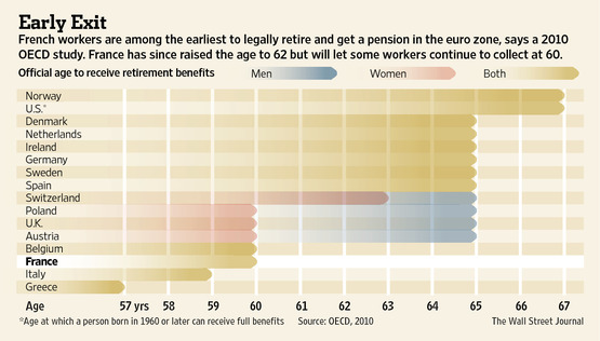 Early Exit
French workers are among the earliest to legally retire and get a pension in the euro zone, says a 2010
OECD study. France has since raised the age to 62 but will let some workers continue to collect at 60.
Official age to receive retirement benefits Men Women Both
Norway
U.S.*
Denmark
Netherlands
Ireland
Germany
Sweden
Spain
Switzerland
Poland
U.K.
Austria
Belgium
France
Italy
Greece
Age 57 yrs 58 59 60 61 62 63 64 65 66 67
*Age at which a person born in 1960 or later can receive full benefits Source: OECD, 2010 The Wall Street Journal